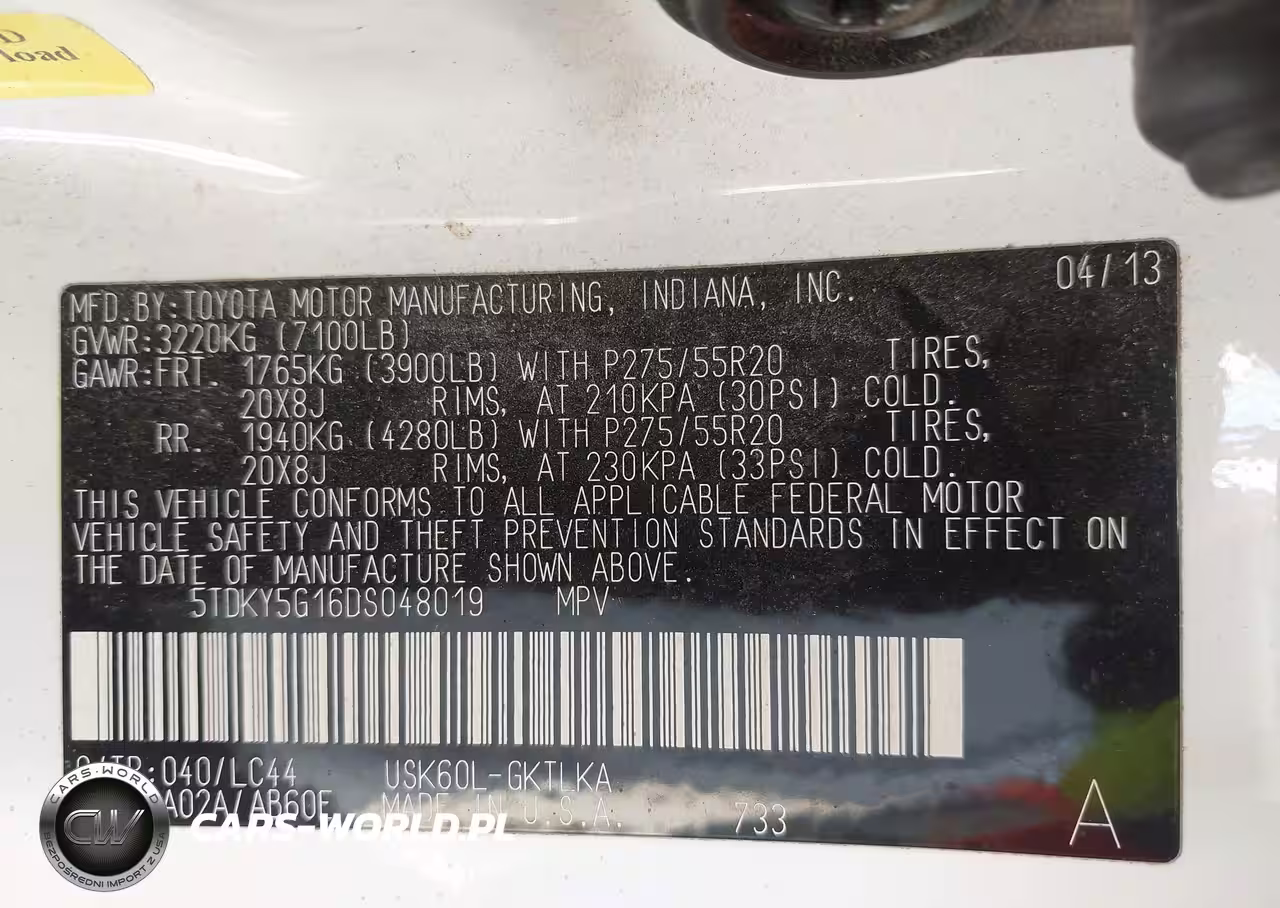 D
load
04/13
MFD.BY:TOYOTA MOTOR MANUFACTURING, INDIANA, INC.
GVWR:3220KG (7100LB)
GAWR:FRT. 1765KG (3900LB) WITH P275/55R20 TIRES,
20X8J RIMS, AT 210KPA (30PSI) COLD.
RR. 1940KG (4280LB) WITH P275/55R20 TIRES,
20X8J RIMS, AT 230KPA (33PSI) COLD.
THIS VEHICLE CONFORMS TO ALL APPLICABLE FEDERAL MOTOR
VEHICLE SAFETY AND THEFT PREVENTION STANDARDS IN EFFECT ON
THE DATE OF MANUFACTURE SHOWN ABOVE.
5TDKY5G16DS048019 MPV
:040/LC44 USK60L-GKTLKA
A02A/AB60F MADE IN U.S.A. 733
A
CARS-WORLD
CW
BEZPOŚREDNI IMPORT Z USA
CARS-WORLD.PL